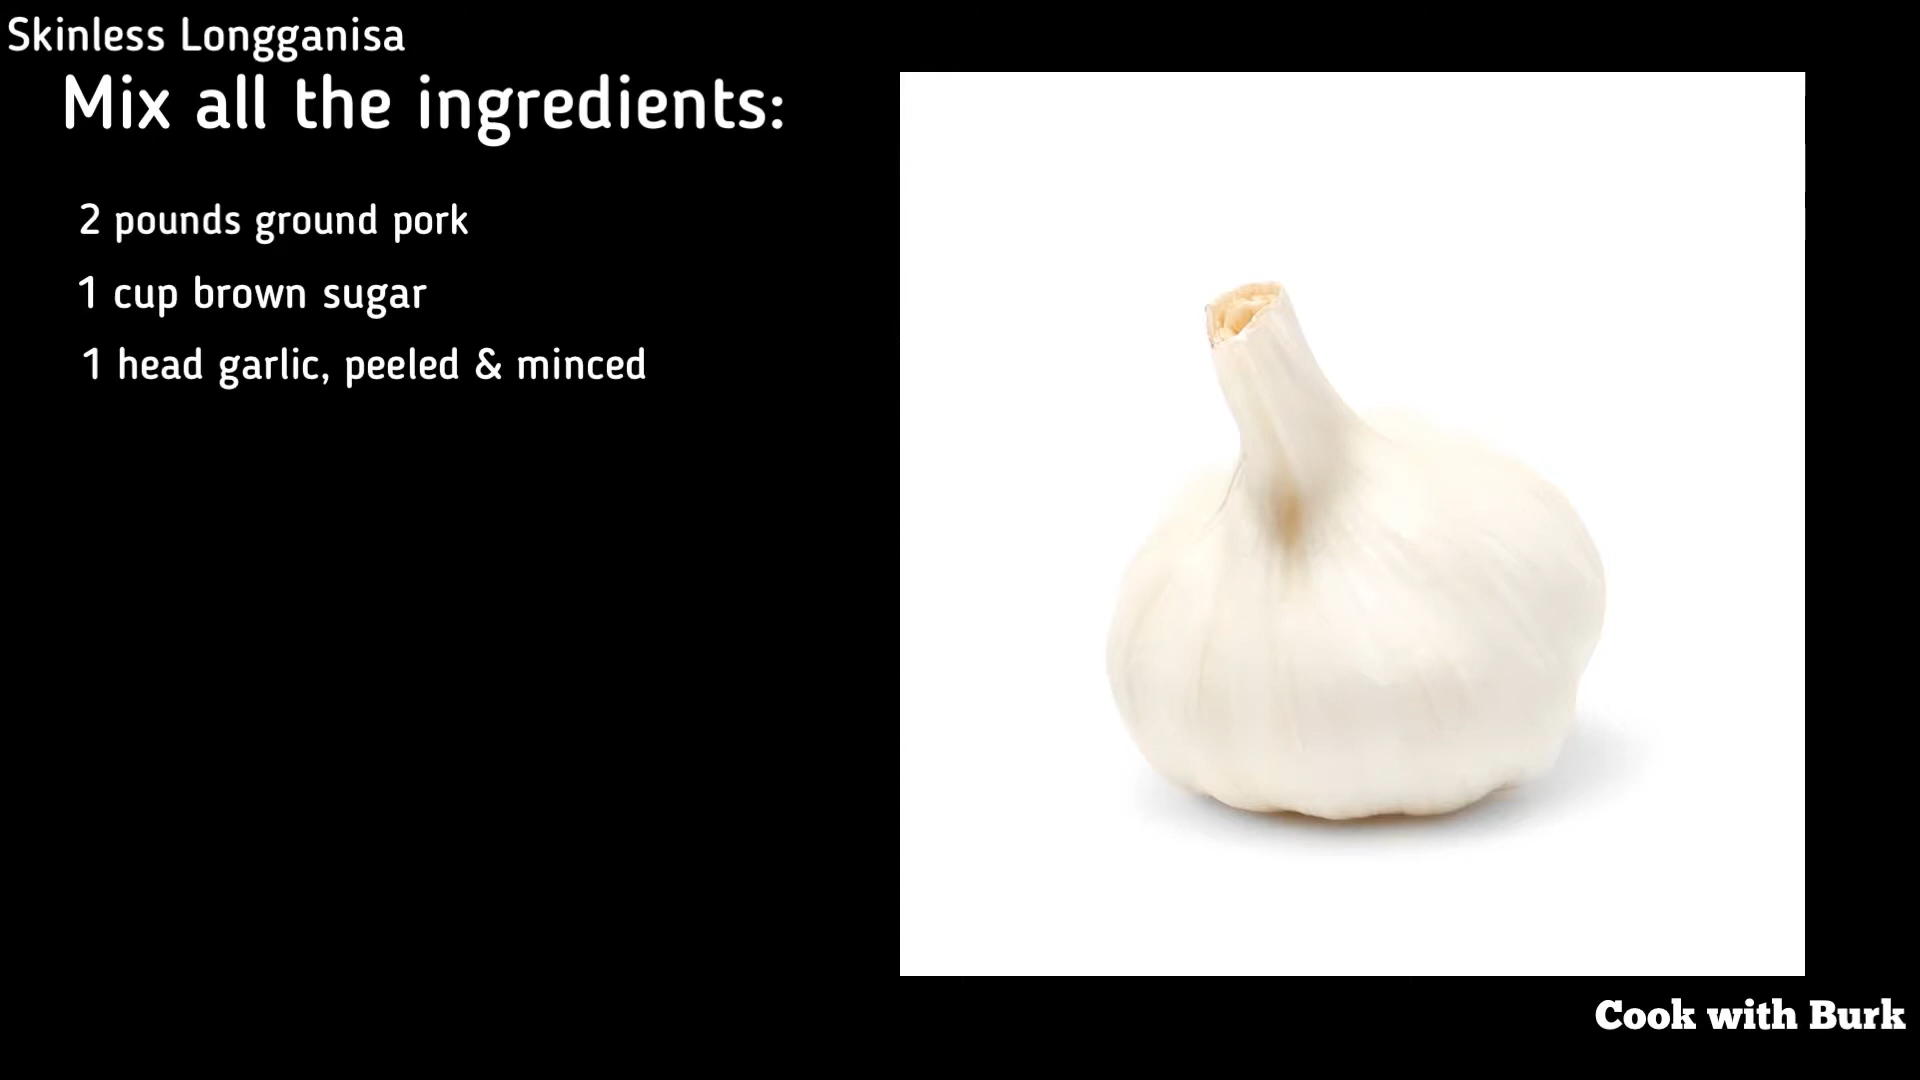 Skinless Longganisa
Mix all the ingredients:
2 pounds ground pork
1 cup brown sugar
1 head garlic, peeled & minced
Cook with Burk